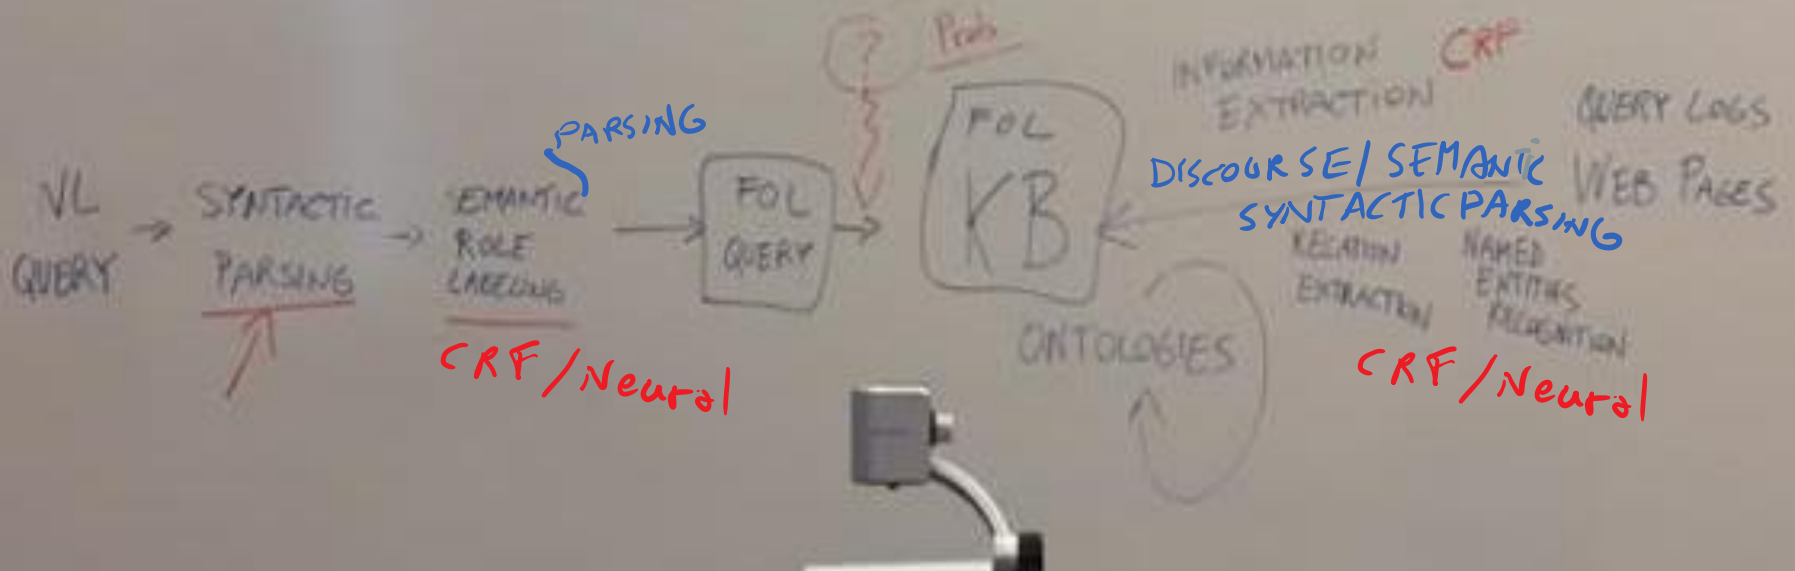 ? Prob
INFORMATION CRF
EXTRACTION
QUERY LOGS
WEB PAGES
PARSING
FOL
KB
DISCOURSE/SEMANTIC
SYNTACTIC PARSING
NL
QUERY
SYNTACTIC
PARSING
SEMANTIC
ROLE
LABELING
CRF/Neural
FOL
QUERY
RELATION
EXTRACTION
NAMED
ENTITIES
RECOGNITION
ONTOLOGIES
CRF/Neural